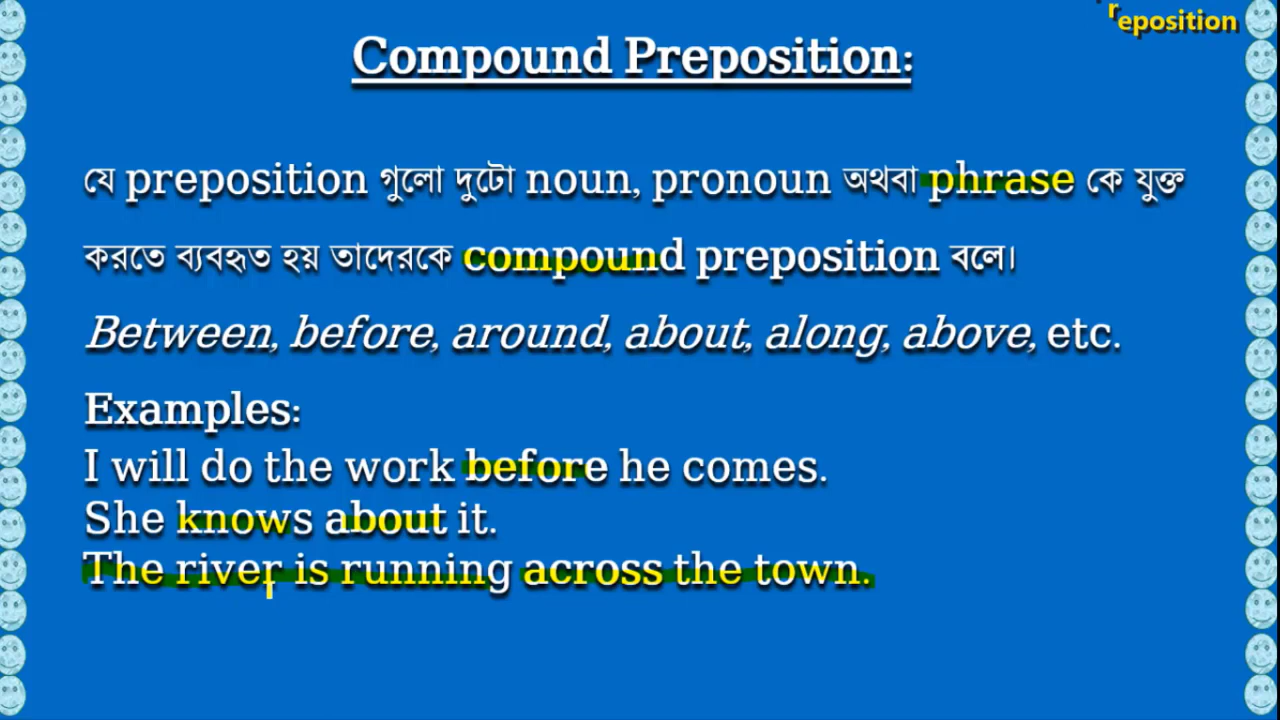 reposition
Compound Preposition:
যে preposition গুলো দুটো noun, pronoun অথবা phrase কে যুক্ত
করতে ব্যবহৃত হয় তাদেরকে compound preposition বলে।
Between, before, around, about, along, above, etc.
Examples:
I will do the work before he comes.
She knows about it.
The river is running across the town.